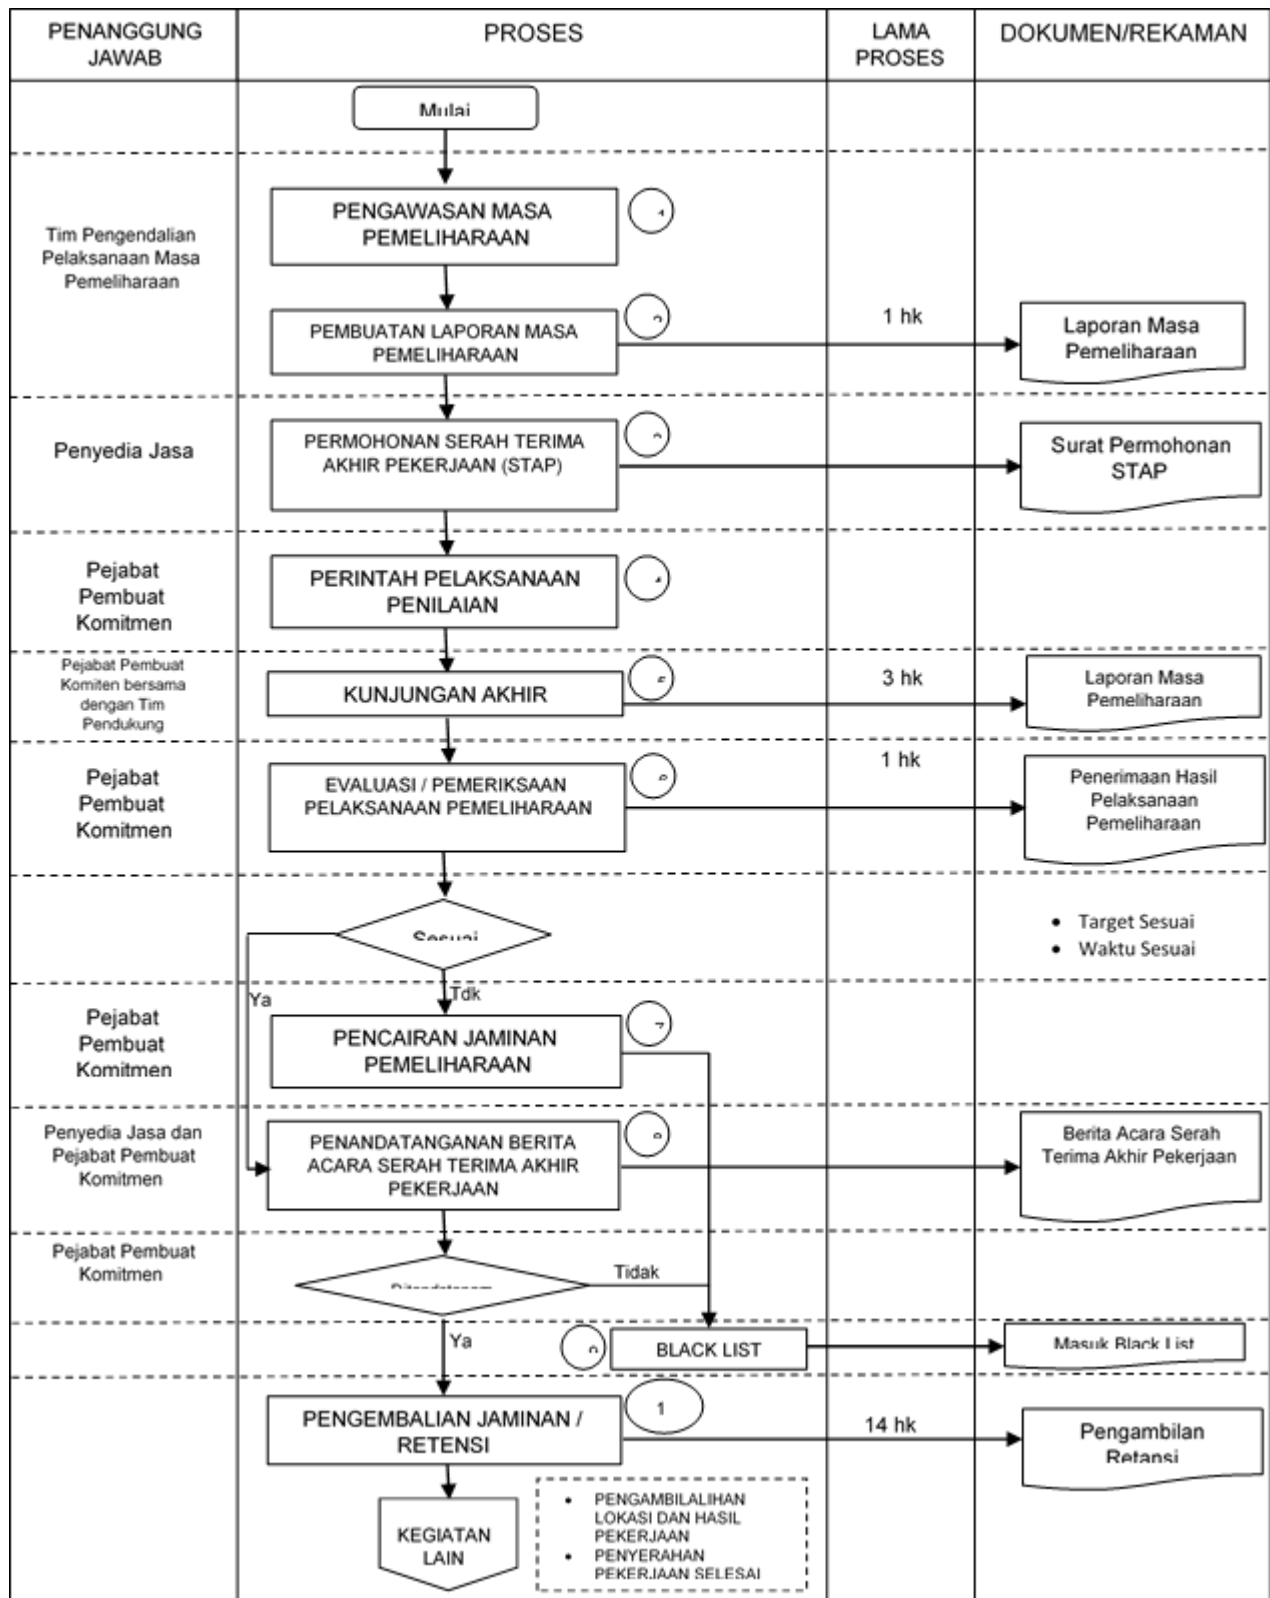 PENANGGUNG
JAWAB
PROSES
LAMA
PROSES
DOKUMEN/REKAMAN
Mulai
Tim Pengendalian
Pelaksanaan Masa
Pemeliharaan
PENGAWASAN MASA
PEMELIHARAAN
PEMBUATAN LAPORAN MASA
PEMELIHARAAN
1 hk
Laporan Masa
Pemeliharaan
Penyedia Jasa
PERMOHONAN SERAH TERIMA
AKHIR PEKERJAAN (STAP)
Surat Permohonan
STAP
Pejabat
Pembuat
Komitmen
PERINTAH PELAKSANAAN
PENILAIAN
Pejabat Pembuat
Komiten bersama
dengan Tim
Pendukung
KUNJUNGAN AKHIR
3 hk
Laporan Masa
Pemeliharaan
Pejabat
Pembuat
Komitmen
EVALUASI / PEMERIKSAAN
PELAKSANAAN PEMELIHARAAN
1 hk
Penerimaan Hasil
Pelaksanaan
Pemeliharaan
Sesuai
• Target Sesuai
• Waktu Sesuai
Ya
Tdk
Pejabat
Pembuat
Komitmen
PENCAIRAN JAMINAN
PEMELIHARAAN
Penyedia Jasa dan
Pejabat Pembuat
Komitmen
PENANDATANGANAN BERITA
ACARA SERAH TERIMA AKHIR
PEKERJAAN
Berita Acara Serah
Terima Akhir Pekerjaan
Pejabat Pembuat
Komitmen
Tidak
Ya
BLACK LIST
Masuk Black List
PENGEMBALIAN JAMINAN /
RETENSI
1
14 hk
Pengambilan
Retansi
KEGIATAN
LAIN
• PENGAMBILALIHAN
LOKASI DAN HASIL
PEKERJAAN
• PENYERAHAN
PEKERJAAN SELESAI